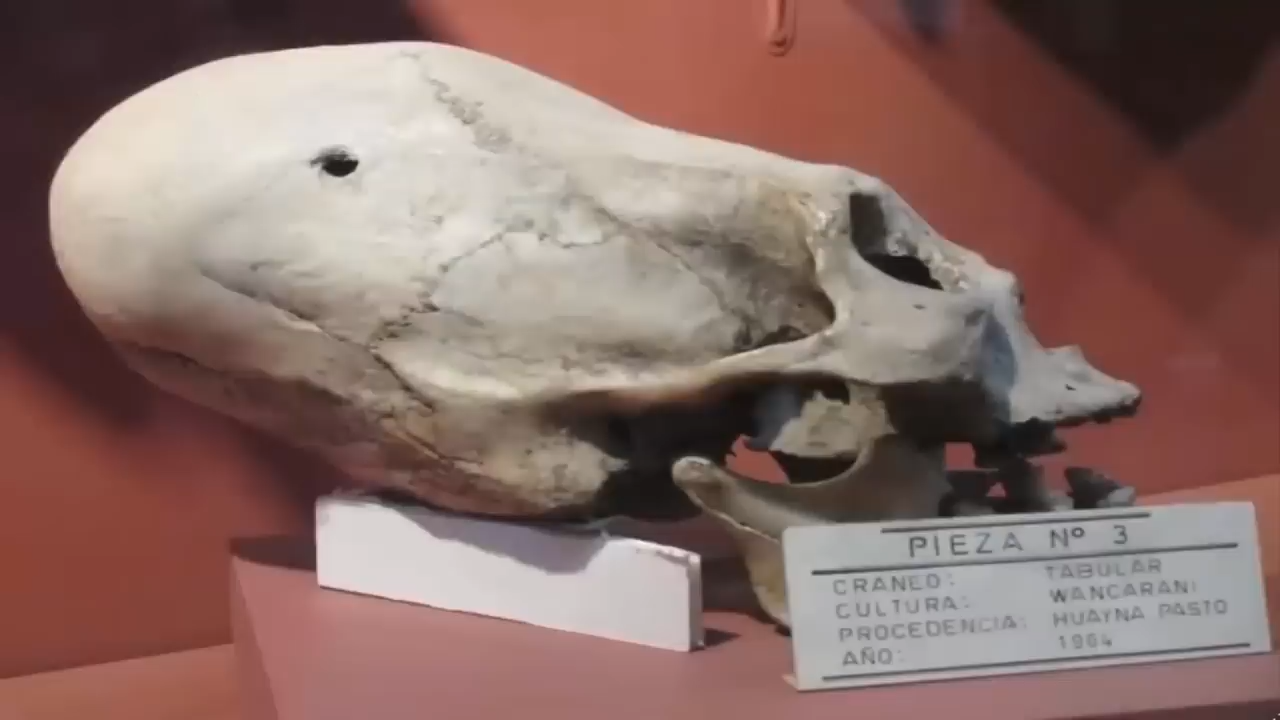 PIEZA Nº 3
CRANEO: TABULAR
CULTURA: WANCARANI
PROCEDENCIA: HUAYNA PASTO
AÑO: 1964